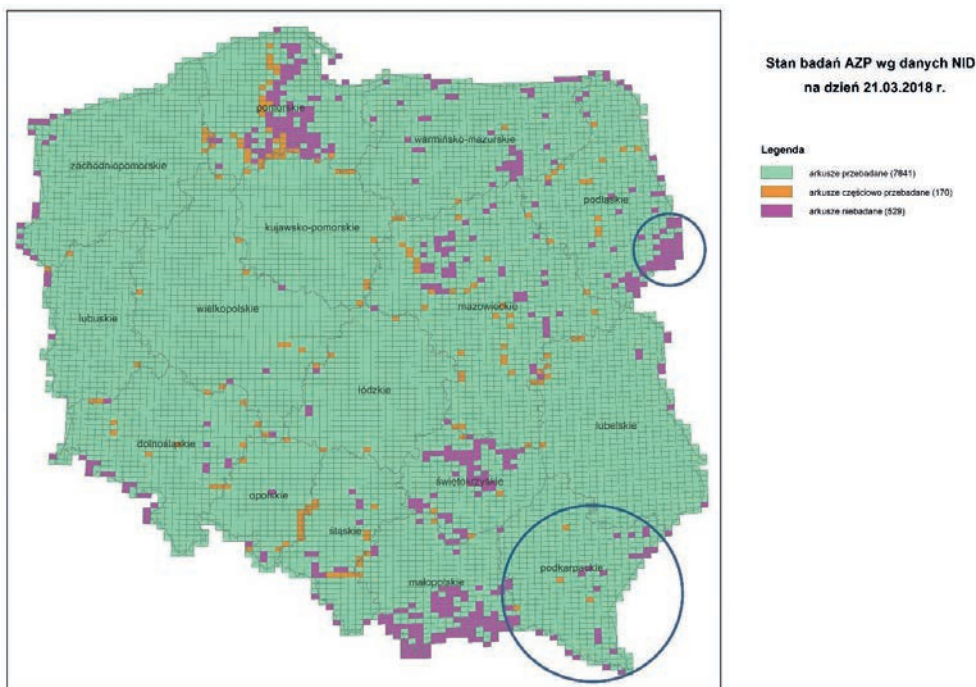 Stan badań AZP wg danych NID
na dzień 21.03.2018 r.
Legenda
arkusze przebadane (7841)
arkusze częściowo przebadane (170)
arkusze niebadane (529)
pomorskie
warmińsko-mazurskie
zachodniopomorskie
podlaskie
kujawsko-pomorskie
mazowieckie
wielkopolskie
lubuskie
łódzkie
lubelskie
dolnośląskie
świętokrzyskie
opolskie
śląskie
podkarpackie
małopolskie